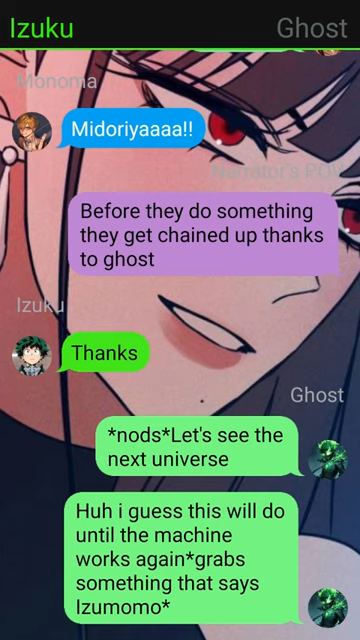 Izuku Ghost
Monoma
Midoriyaaaa!!
Narrator's POV
Before they do something
they get chained up thanks
to ghost
Izuku
Thanks
Ghost
*nods*Let's see the
next universe
Huh i guess this will do
until the machine
works again*grabs
something that says
Izumomo*